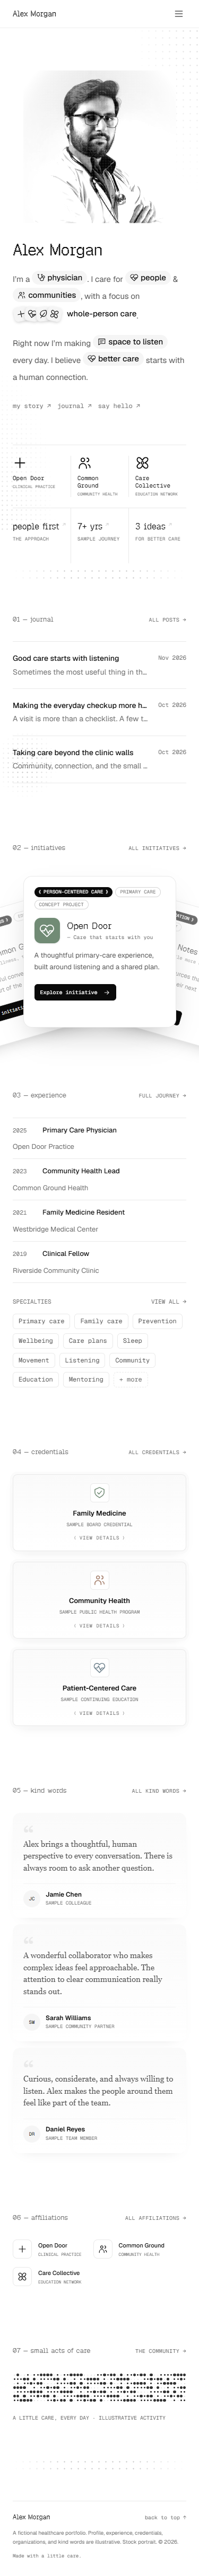 Alex Morgan
Alex Morgan
I'm a physician . I care for people &
communities , with a focus on
whole-person care.
Right now I'm making space to listen
every day. I believe better care starts with
a human connection.
my story ↗ journal ↗ say hello ↗
Open Door
CLINICAL PRACTICE
Common Ground
COMMUNITY HEALTH
Care Collective
EDUCATION NETWORK
people first
THE APPROACH
7+ yrs
SAMPLE JOURNEY
3 ideas
FOR BETTER CARE
01 — journal
ALL POSTS →
Good care starts with listening
Nov 2026
Sometimes the most useful thing in th...
Making the everyday checkup more h...
Oct 2026
A visit is more than a checklist. A few t...
Taking care beyond the clinic walls
Oct 2026
Community, connection, and the small ...
02 — initiatives
ALL INITIATIVES →
( PERSON-CENTERED CARE )
PRIMARY CARE
CONCEPT PROJECT
Open Door
— Care that starts with you
A thoughtful primary-care experience,
built around listening and a shared plan.
Explore initiative →
03 — experience
FULL JOURNEY →
2025 Primary Care Physician
Open Door Practice
2023 Community Health Lead
Common Ground Health
2021 Family Medicine Resident
Westbridge Medical Center
2019 Clinical Fellow
Riverside Community Clinic
SPECIALTIES
VIEW ALL →
Primary care Family care Prevention
Wellbeing Care plans Sleep
Movement Listening Community
Education Mentoring + more
04 — credentials
ALL CREDENTIALS →
Family Medicine
SAMPLE BOARD CREDENTIAL
( VIEW DETAILS )
Community Health
SAMPLE PUBLIC HEALTH PROGRAM
( VIEW DETAILS )
Patient-Centered Care
SAMPLE CONTINUING EDUCATION
( VIEW DETAILS )
05 — kind words
ALL KIND WORDS →
Alex brings a thoughtful, human
perspective to every conversation. There is
always room to ask another question.
JC
Jamie Chen
SAMPLE COLLEAGUE
A wonderful collaborator who makes
complex ideas feel approachable. The
attention to clear communication really
stands out.
SW
Sarah Williams
SAMPLE COMMUNITY PARTNER
Curious, considerate, and always willing to
listen. Alex makes the people around them
feel like part of the team.
DR
Daniel Reyes
SAMPLE TEAM MEMBER
06 — affiliations
ALL AFFILIATIONS →
Open Door
CLINICAL PRACTICE
Common Ground
COMMUNITY HEALTH
Care Collective
EDUCATION NETWORK
07 — small acts of care
THE COMMUNITY →
A LITTLE CARE, EVERY DAY · ILLUSTRATIVE ACTIVITY
Alex Morgan
back to top ↑
A fictional healthcare portfolio. Profile, experience, credentials,
organizations, and kind words are illustrative. Stock portrait. © 2026.
Made with a little care.